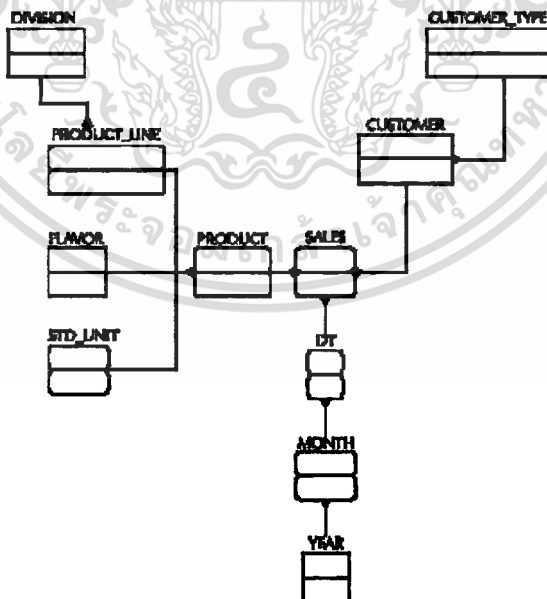 DIVISION
CUSTOMER_TYPE
PRODUCT_LINE
CUSTOMER
FLAVOR
PRODUCT
SALES
STD_UNIT
DT
MONTH
YEAR